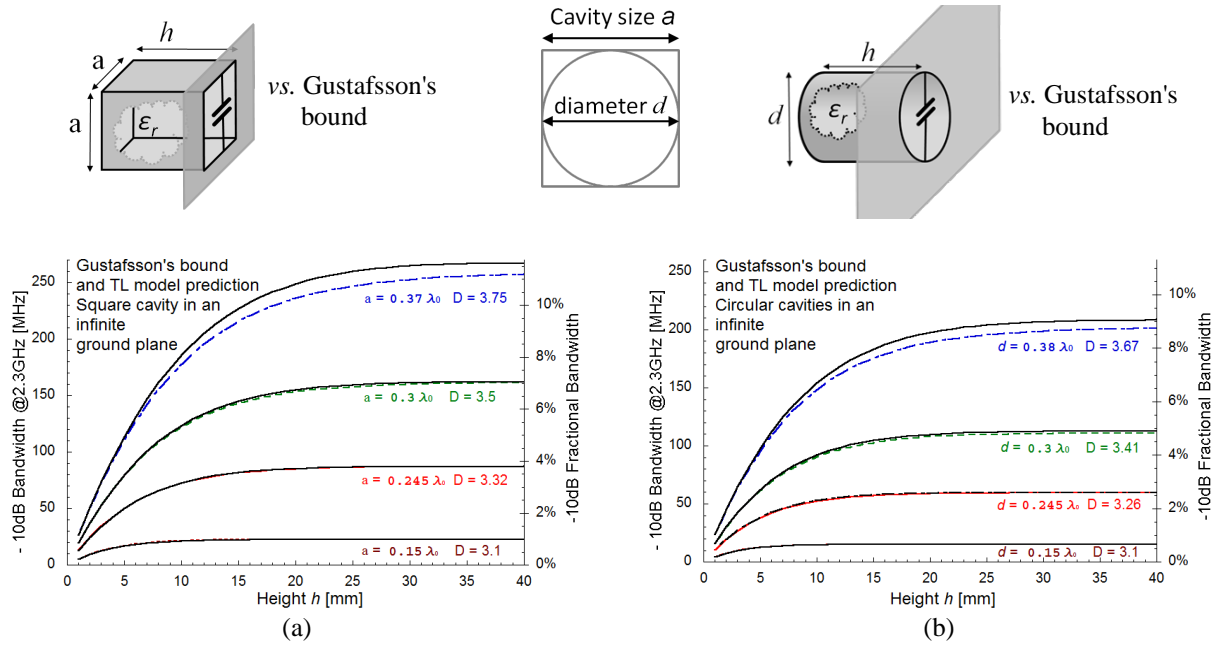 h
a
a
εr
vs. Gustafsson's
bound
Cavity size a
diameter d
h
d
εr
vs. Gustafsson's
bound
- 10dB Bandwidth @2.3GHz [MHz]
250
200
150
100
50
0
Gustafsson's bound
and TL model prediction
Square cavity in an
infinite
ground plane
a = 0.37 λ₀ D = 3.75
a = 0.3 λ₀ D = 3.5
a = 0.245 λ₀ D = 3.32
a = 0.15 λ₀ D = 3.1
10%
8%
6%
4%
2%
0%
-10dB Fractional Bandwidth
0 5 10 15 20 25 30 35 40
Height h [mm]
(a)
- 10dB Bandwidth @2.3GHz [MHz]
250
200
150
100
50
0
Gustafsson's bound
and TL model prediction
Circular cavities in an
infinite
ground plane
d = 0.38 λ₀ D = 3.67
d = 0.3 λ₀ D = 3.41
d = 0.245 λ₀ D = 3.26
d = 0.15 λ₀ D = 3.1
10%
8%
6%
4%
2%
0%
-10dB Fractional Bandwidth
0 5 10 15 20 25 30 35 40
Height h [mm]
(b)